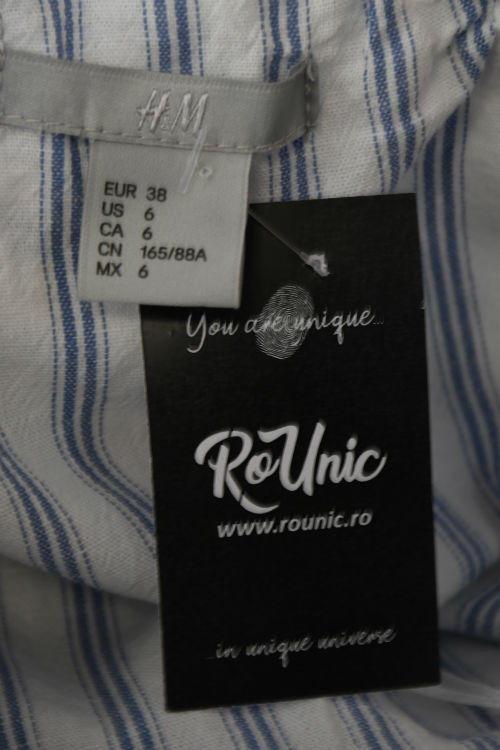 H&M
EUR 38
US 6
CA 6
CN 165/88A
MX 6
You are unique...
RoUnic
www.rounic.ro
...in unique universe